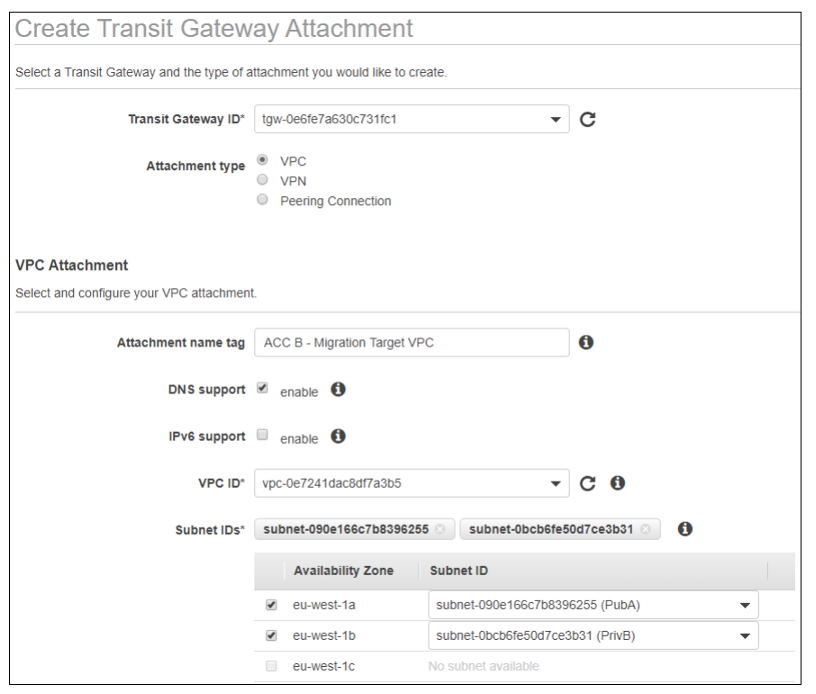 Create Transit Gateway Attachment
Select a Transit Gateway and the type of attachment you would like to create.
Transit Gateway ID* tgw-0e6fe7a630c731fc1
Attachment type VPC
VPN
Peering Connection
VPC Attachment
Select and configure your VPC attachment.
Attachment name tag ACC B - Migration Target VPC
DNS support enable
IPv6 support enable
VPC ID* vpc-0e7241dac8df7a3b5
Subnet IDs* subnet-090e166c7b8396255 subnet-0bcb6fe50d7ce3b31
Availability Zone Subnet ID
eu-west-1a subnet-090e166c7b8396255 (PubA)
eu-west-1b subnet-0bcb6fe50d7ce3b31 (PrivB)
eu-west-1c No subnet available